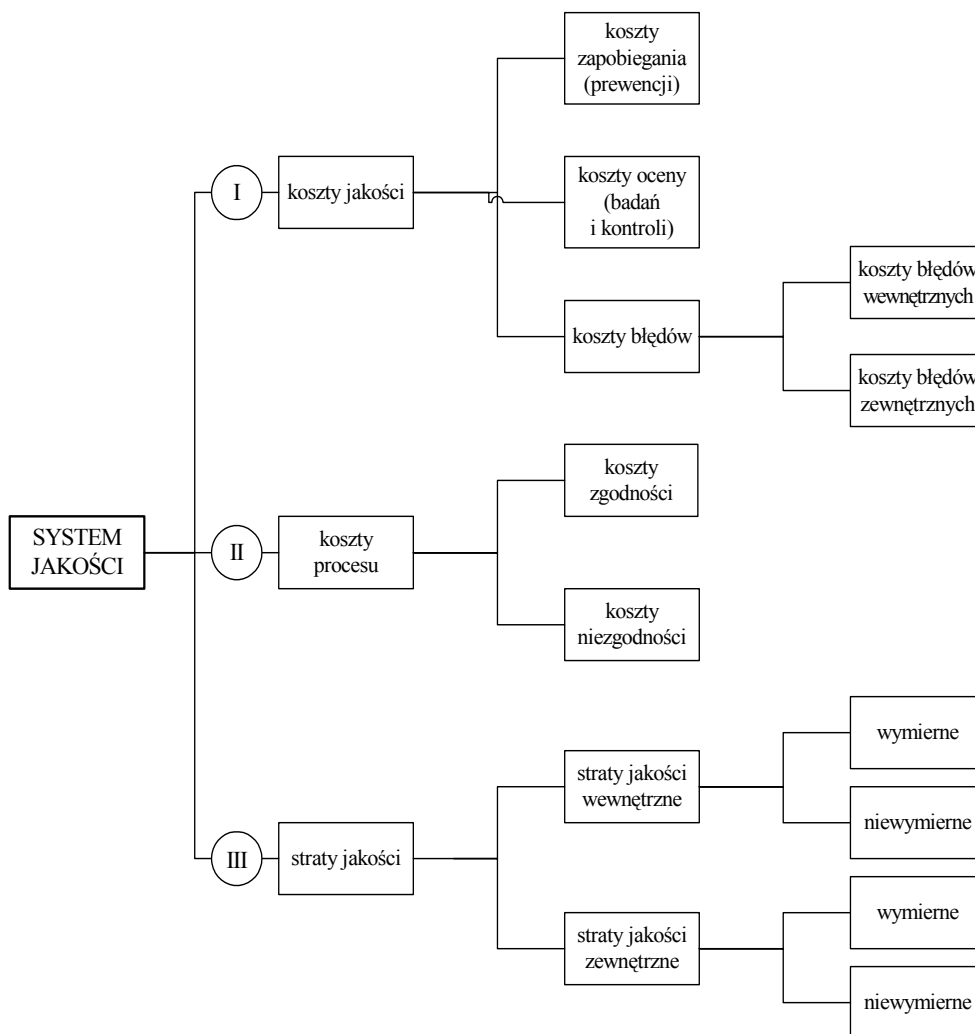 koszty
zapobiegania
(prewencji)
I
koszty jakości
koszty oceny
(badań
i kontroli)
koszty błędów
koszty błędów
wewnętrznych
koszty błędów
zewnętrznych
SYSTEM
JAKOŚCI
II
koszty
procesu
koszty
zgodności
koszty
niezgodności
III
straty jakości
straty jakości
wewnętrzne
wymierne
niewymierne
straty jakości
zewnętrzne
wymierne
niewymierne